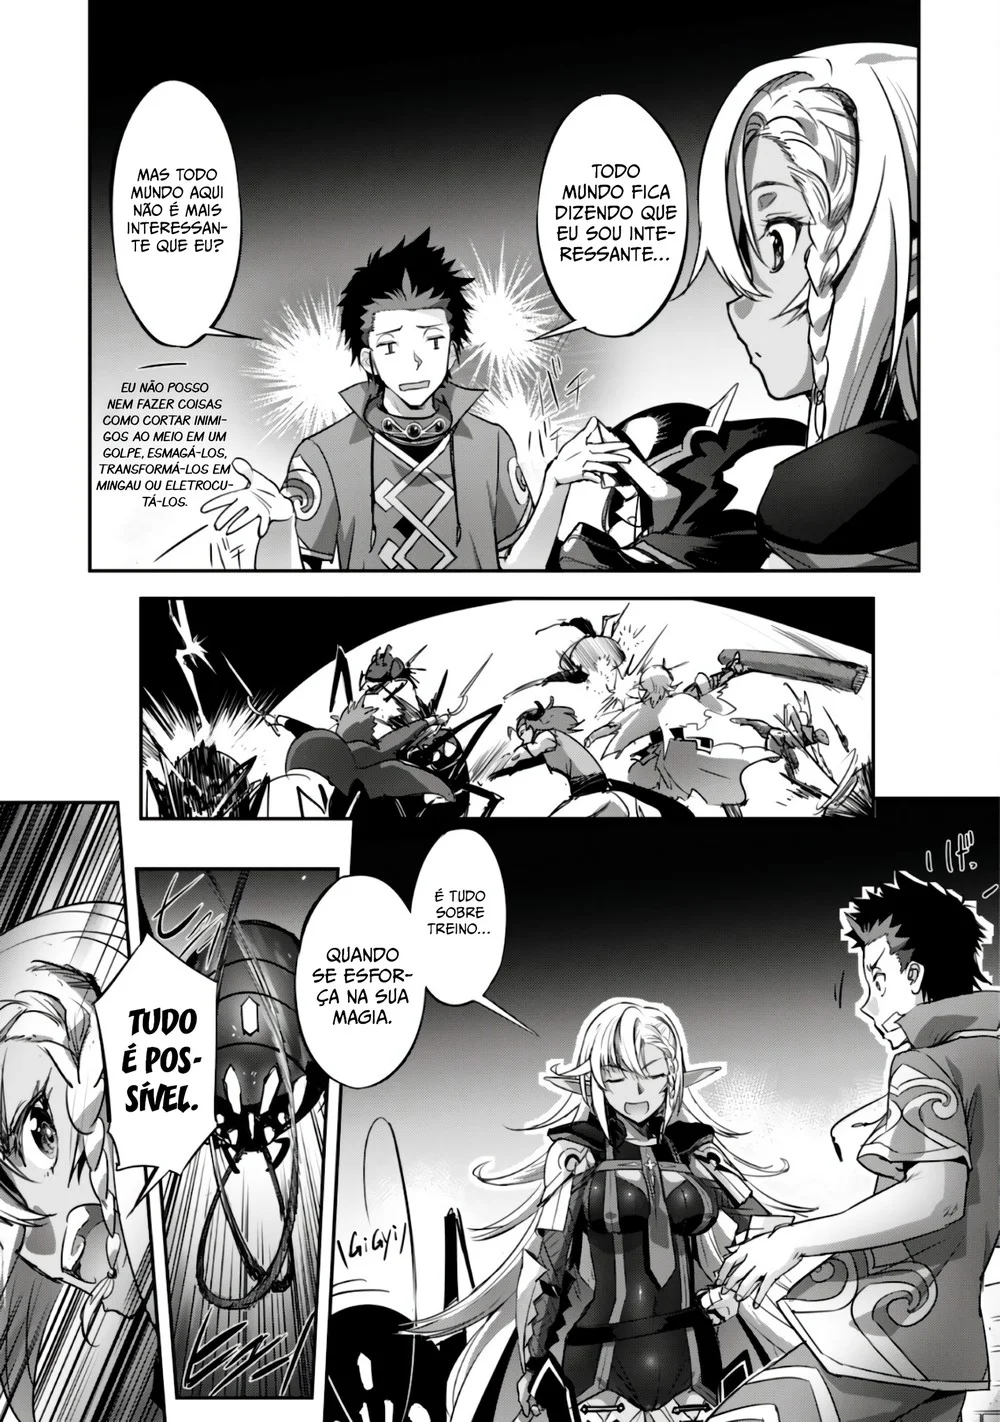 TODO
MUNDO FICA
DIZENDO QUE
EU SOU INTE-
RESSANTE...
MAS TODO
MUNDO AQUI
NÃO É MAIS
INTERESSAN-
TE QUE EU?
EU NÃO POSSO
NEM FAZER COISAS
COMO CORTAR INIMI-
GOS AO MEIO EM UM
GOLPE, ESMAGÁ-LOS,
TRANSFORMÁ-LOS EM
MINGAU OU ELETROCU-
TÁ-LOS.
É TUDO
SOBRE
TREINO...
QUANDO
SE ESFOR-
ÇA NA SUA
MAGIA.
GiGyi
TUDO
É POS-
SÍVEL.